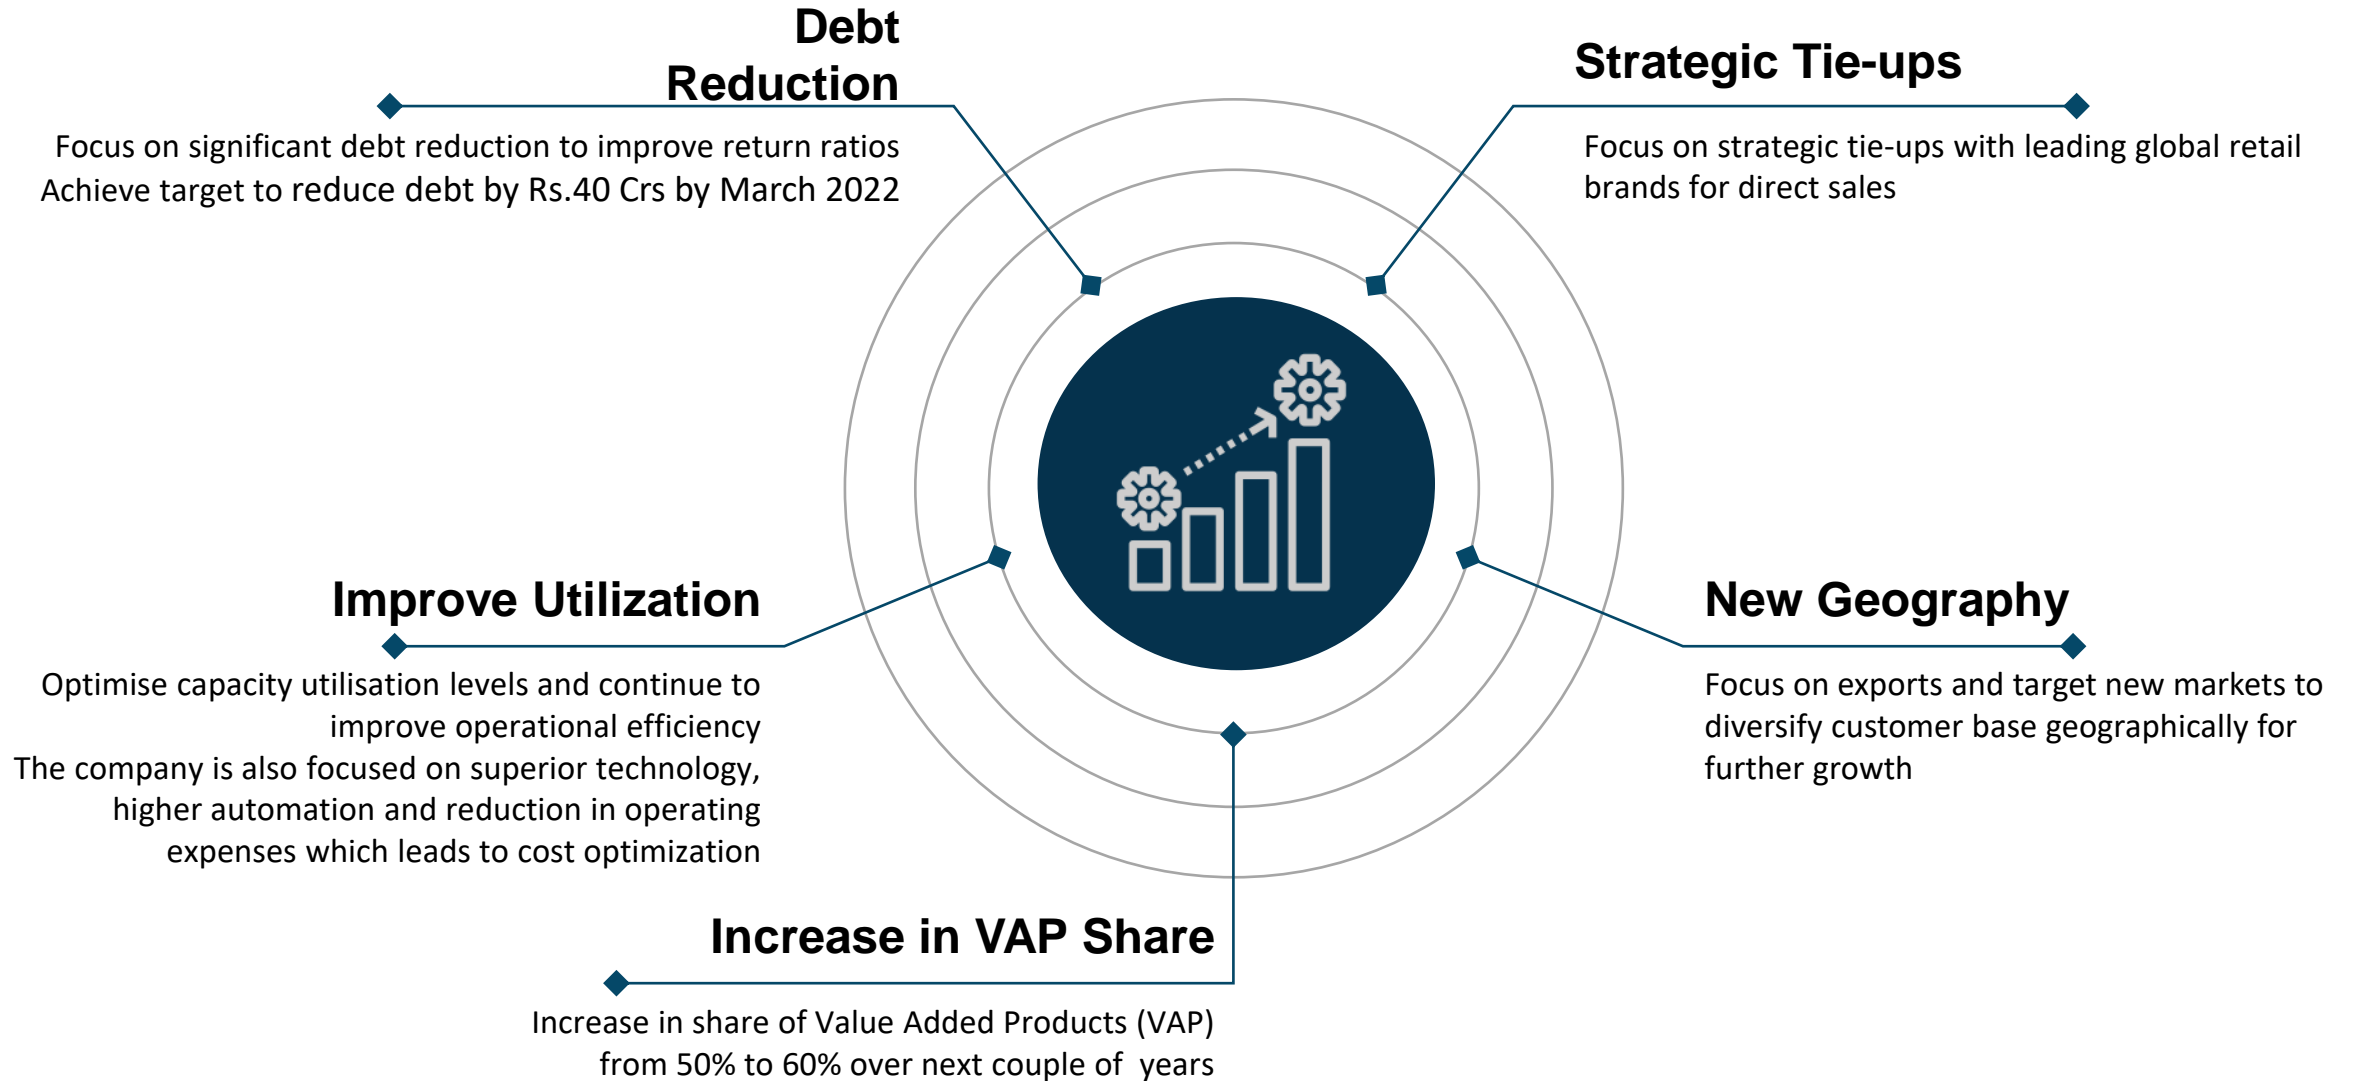 Debt
Reduction
Focus on significant debt reduction to improve return ratios
Achieve target to reduce debt by Rs.40 Crs by March 2022
Strategic Tie-ups
Focus on strategic tie-ups with leading global retail
brands for direct sales
Improve Utilization
Optimise capacity utilisation levels and continue to
improve operational efficiency
The company is also focused on superior technology,
higher automation and reduction in operating
expenses which leads to cost optimization
New Geography
Focus on exports and target new markets to
diversify customer base geographically for
further growth
Increase in VAP Share
Increase in share of Value Added Products (VAP)
from 50% to 60% over next couple of  years